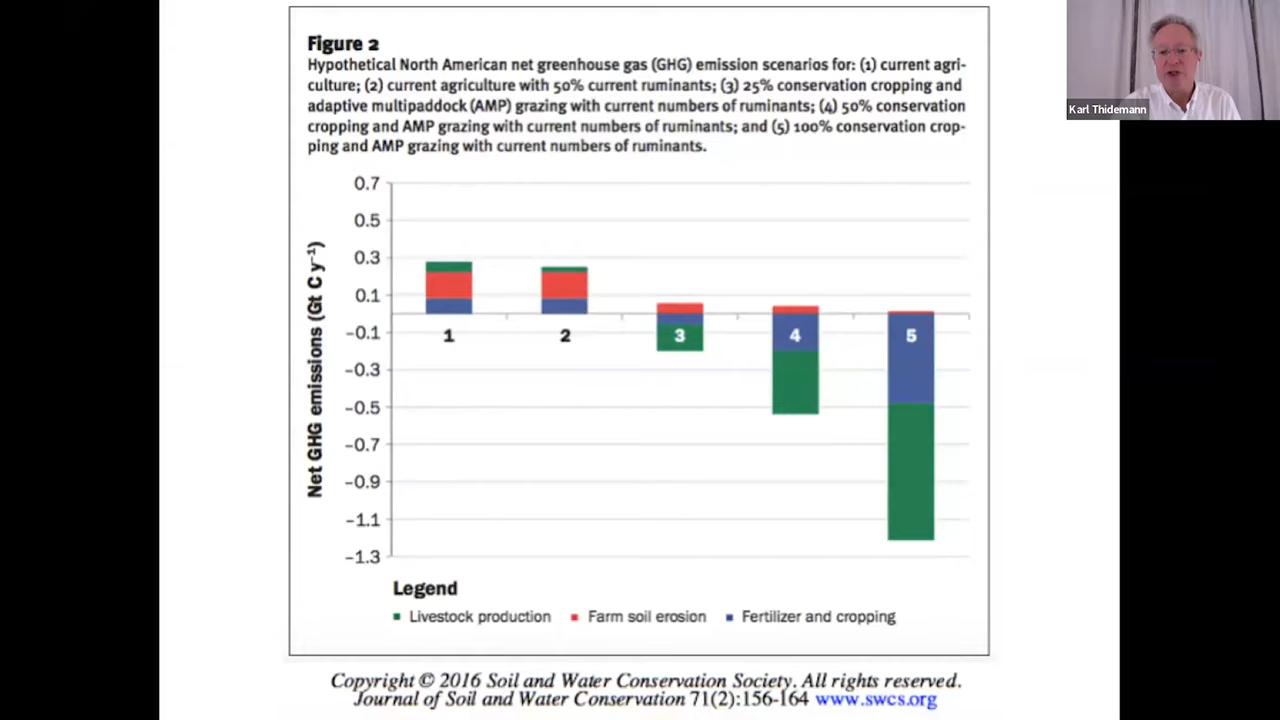 Figure 2
Hypothetical North American net greenhouse gas (GHG) emission scenarios for: (1) current agri-
culture; (2) current agriculture with 50% current ruminants; (3) 25% conservation cropping and
adaptive multipaddock (AMP) grazing with current numbers of ruminants; (4) 50% conservation
cropping and AMP grazing with current numbers of ruminants; and (5) 100% conservation crop-
ping and AMP grazing with current numbers of ruminants.
Karl Thidemann
Net GHG emissions (Gt C y⁻¹)
0.7
0.5
0.3
0.1
−0.1
−0.3
−0.5
−0.7
−0.9
−1.1
−1.3
1 2 3 4 5
Legend
Livestock production Farm soil erosion Fertilizer and cropping
Copyright © 2016 Soil and Water Conservation Society. All rights reserved.
Journal of Soil and Water Conservation 71(2):156-164 www.swcs.org